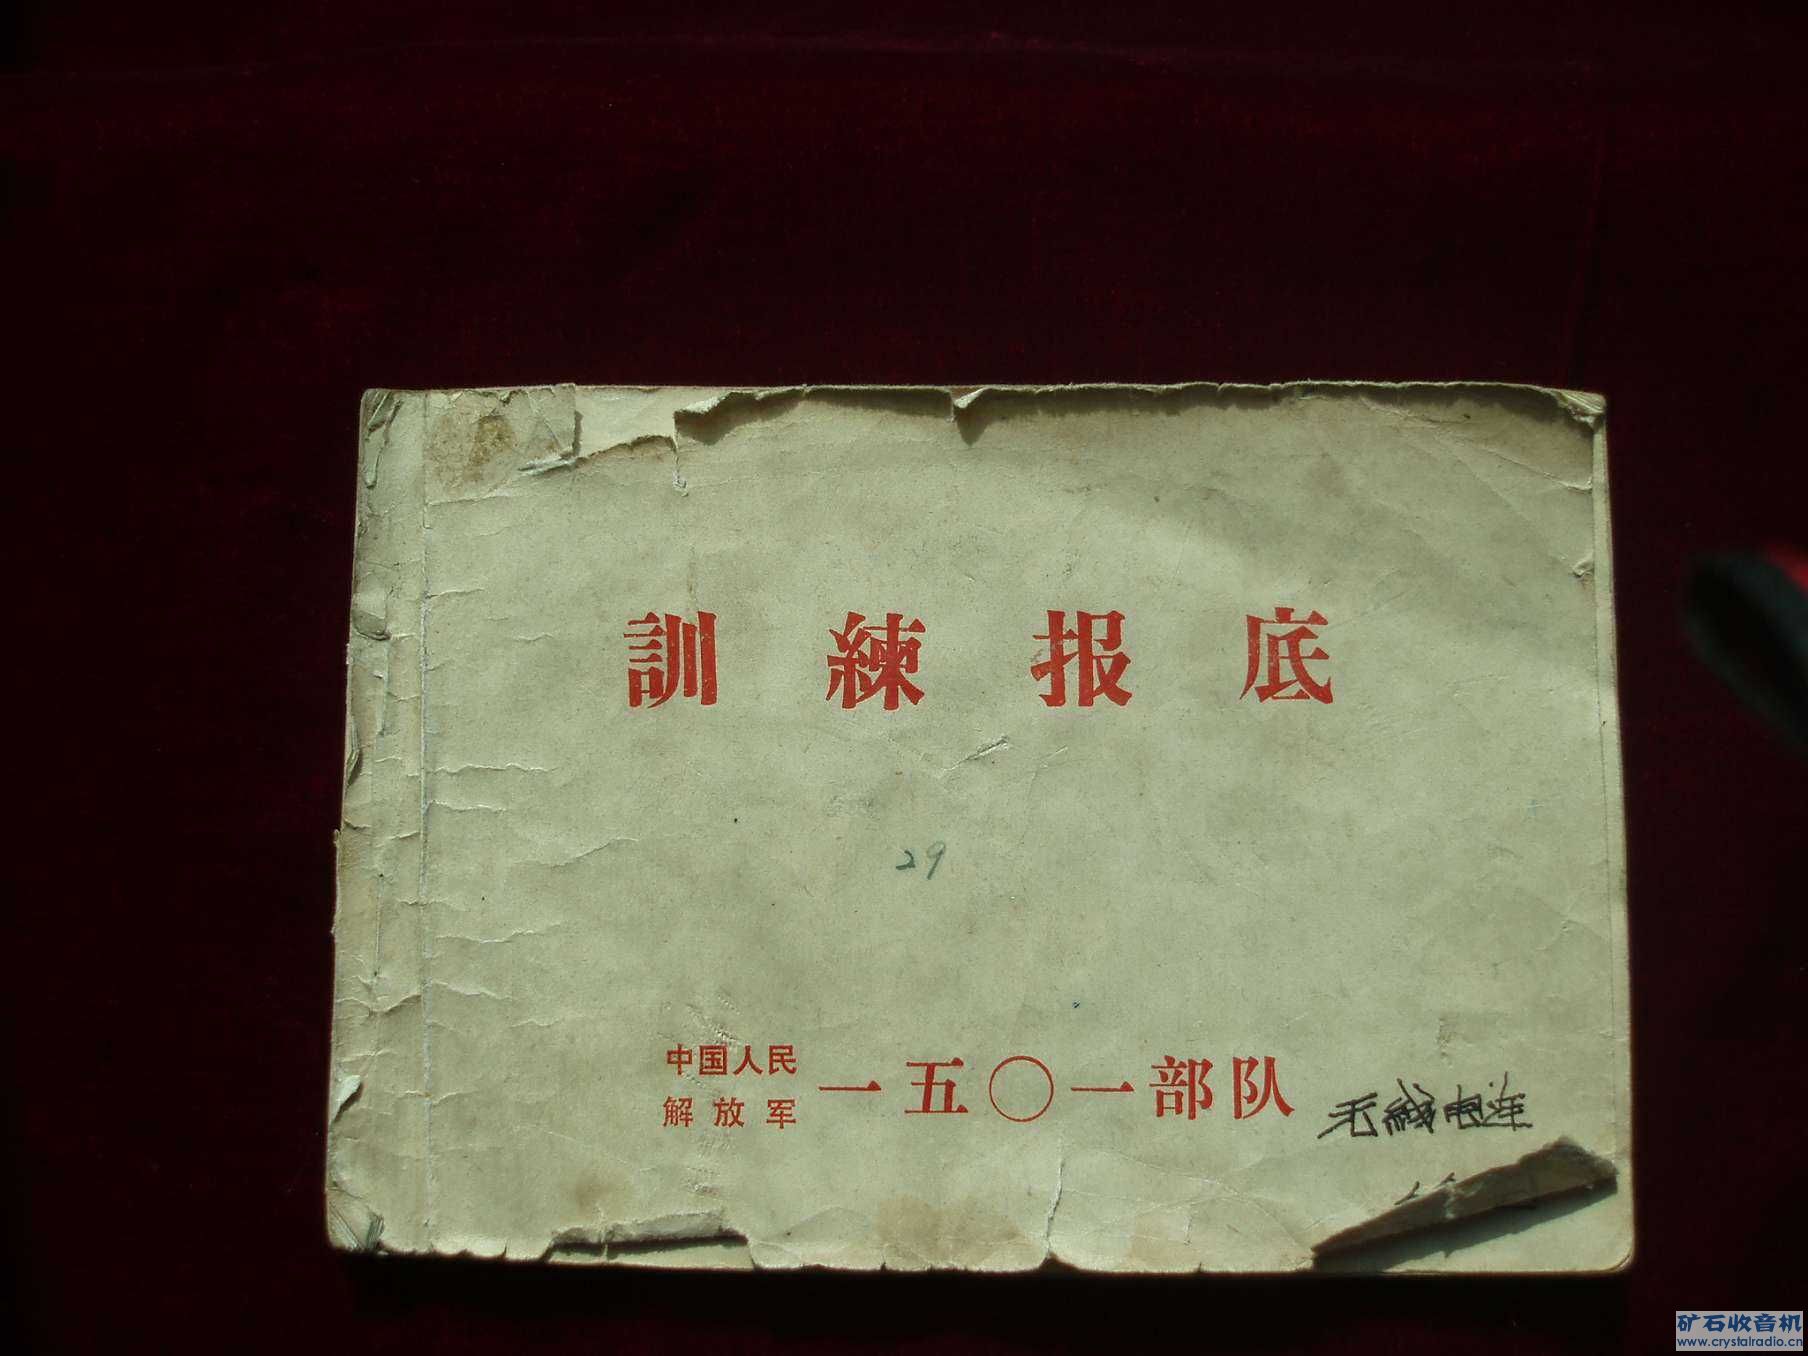 訓練报底
29
中国人民
解放军
一五〇一部队
无線电连
矿石收音机
www.crystalradio.cn